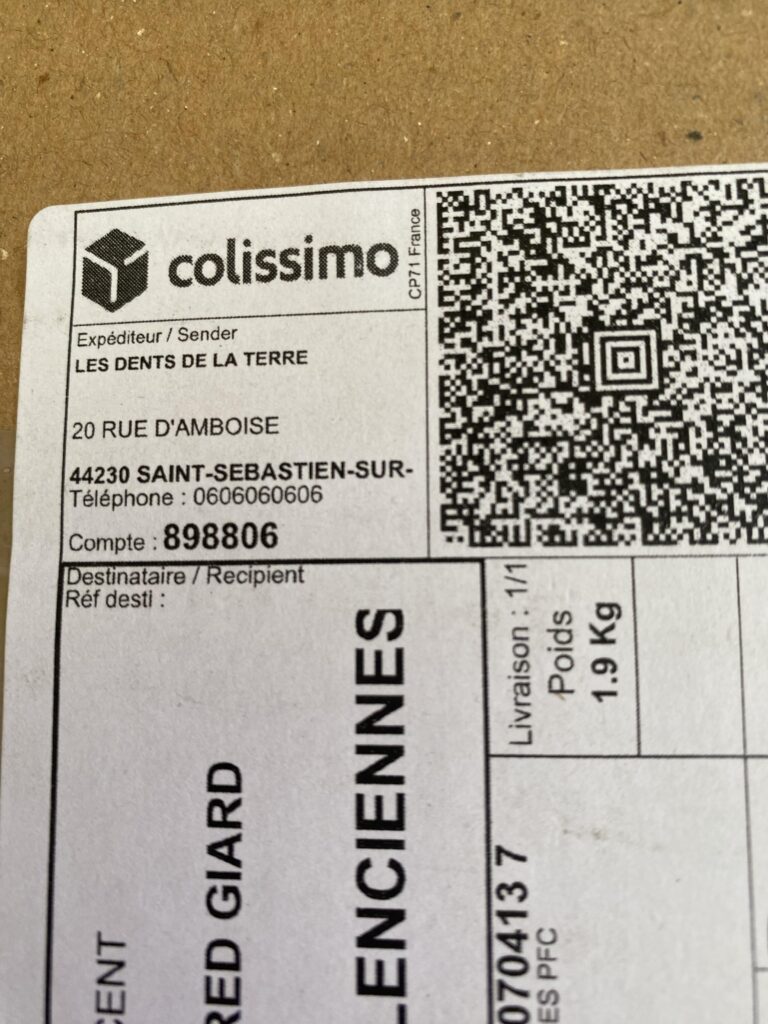 colissimo
CP71 France
Expéditeur / Sender
LES DENTS DE LA TERRE
20 RUE D'AMBOISE
44230 SAINT-SEBASTIEN-SUR-
Téléphone : 0606060606
Compte : 898806
Destinataire / Recipient
Réf desti :
CENT
RED GIARD
LENCIENNES
Livraison : 1/1
Poids
1.9 Kg
070413 7
ES PFC